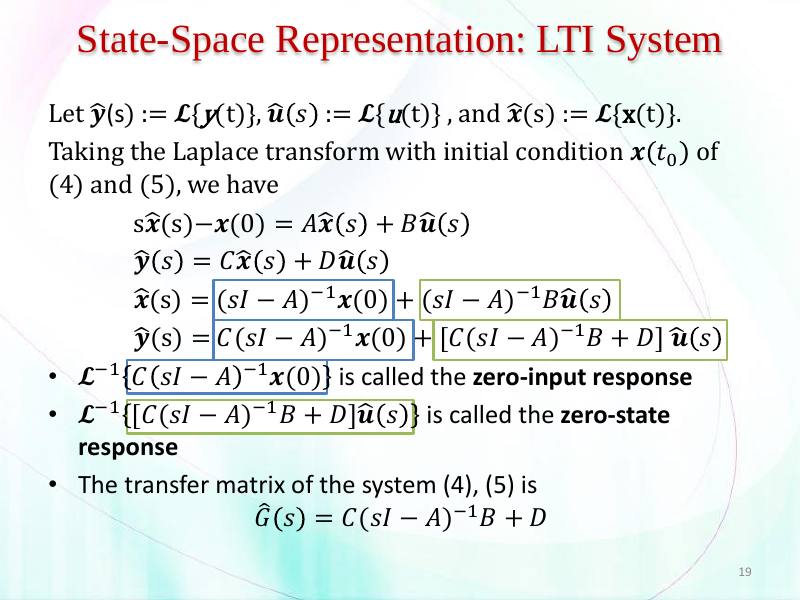 State-Space Representation: LTI System
Let 𝒚̂(s) := ℒ{𝒚(t)}, 𝒖̂(𝑠) := ℒ{𝒖(t)} , and 𝒙̂(s) := ℒ{𝐱(t)}.
Taking the Laplace transform with initial condition 𝒙(𝑡₀) of
(4) and (5), we have
s𝒙̂(s)−𝒙(0) = 𝐴𝒙̂(𝑠) + 𝐵𝒖̂(𝑠)
𝒚̂(𝑠) = 𝐶𝒙̂(𝑠) + 𝐷𝒖̂(𝑠)
𝒙̂(s) = (𝑠𝐼 − 𝐴)⁻¹𝒙(0) + (𝑠𝐼 − 𝐴)⁻¹𝐵𝒖̂(𝑠)
𝒚̂(s) = 𝐶(𝑠𝐼 − 𝐴)⁻¹𝒙(0) + [𝐶(𝑠𝐼 − 𝐴)⁻¹𝐵 + 𝐷] 𝒖̂(𝑠)
• ℒ⁻¹{𝐶(𝑠𝐼 − 𝐴)⁻¹𝒙(0)} is called the zero-input response
• ℒ⁻¹{[𝐶(𝑠𝐼 − 𝐴)⁻¹𝐵 + 𝐷]𝒖̂(𝑠)} is called the zero-state
response
• The transfer matrix of the system (4), (5) is
𝐺̂(𝑠) = 𝐶(𝑠𝐼 − 𝐴)⁻¹𝐵 + 𝐷
19